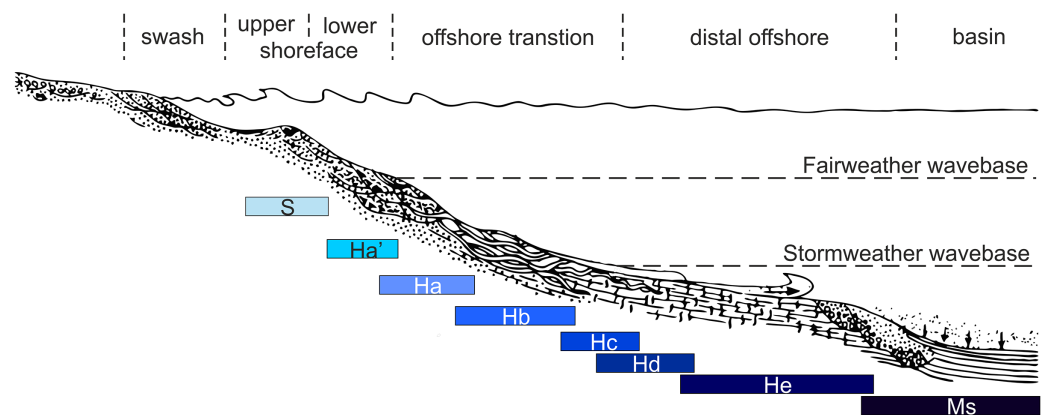 swash
upper
lower
shoreface
offshore transtion
distal offshore
basin
Fairweather wavebase
Stormweather wavebase
S
Ha'
Ha
Hb
Hc
Hd
He
Ms